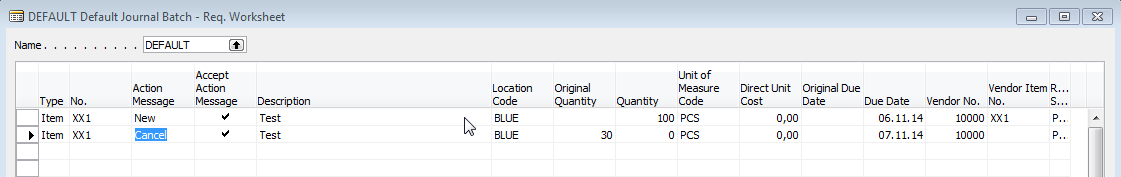 DEFAULT Default Journal Batch - Req. Worksheet
Name . . . . . . . . . . DEFAULT
Type No. Action Message Accept Action Message Description Location Code Original Quantity Quantity Unit of Measure Code Direct Unit Cost Original Due Date Due Date Vendor No. Vendor Item No. R... S...
Item XX1 New ✔ Test BLUE 100 PCS 0,00 06.11.14 10000 XX1 P...
Item XX1 Cancel ✔ Test BLUE 30 0 PCS 0,00 07.11.14 10000 P...